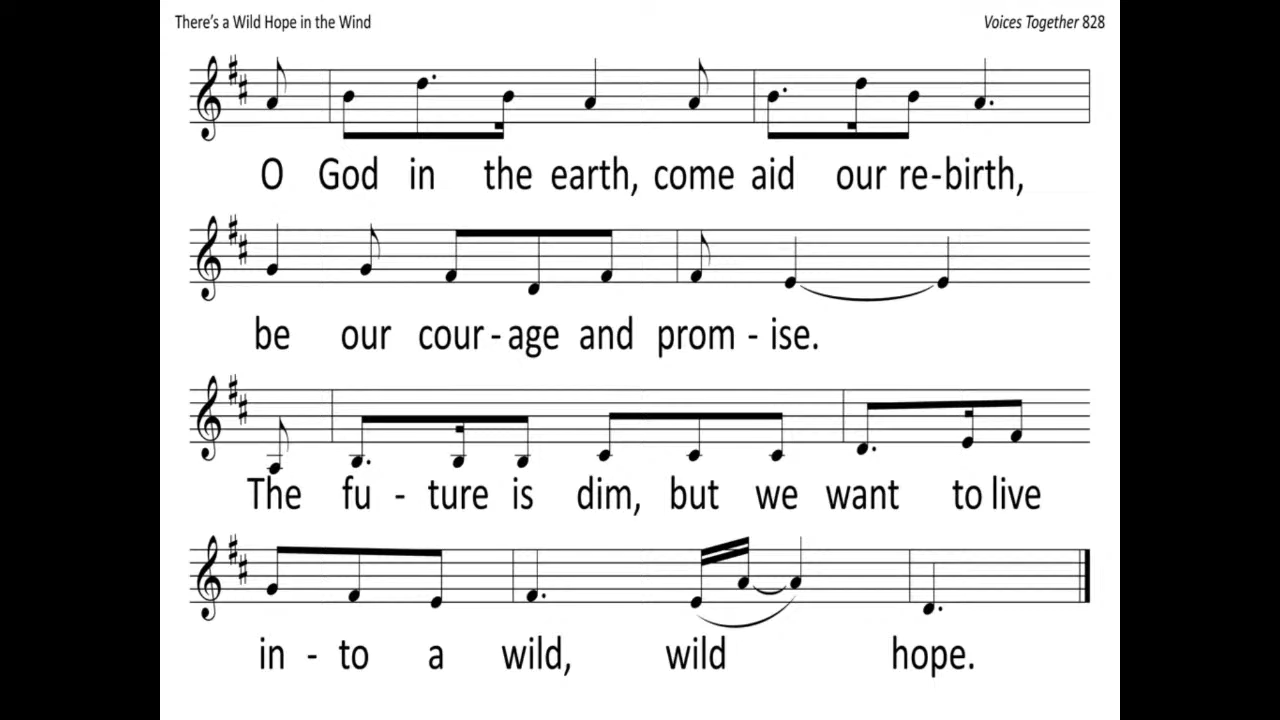 There's a Wild Hope in the Wind
Voices Together 828
O God in the earth, come aid our re-birth,
be our cour-age and prom-ise.
The fu-ture is dim, but we want to live
in-to a wild, wild hope.